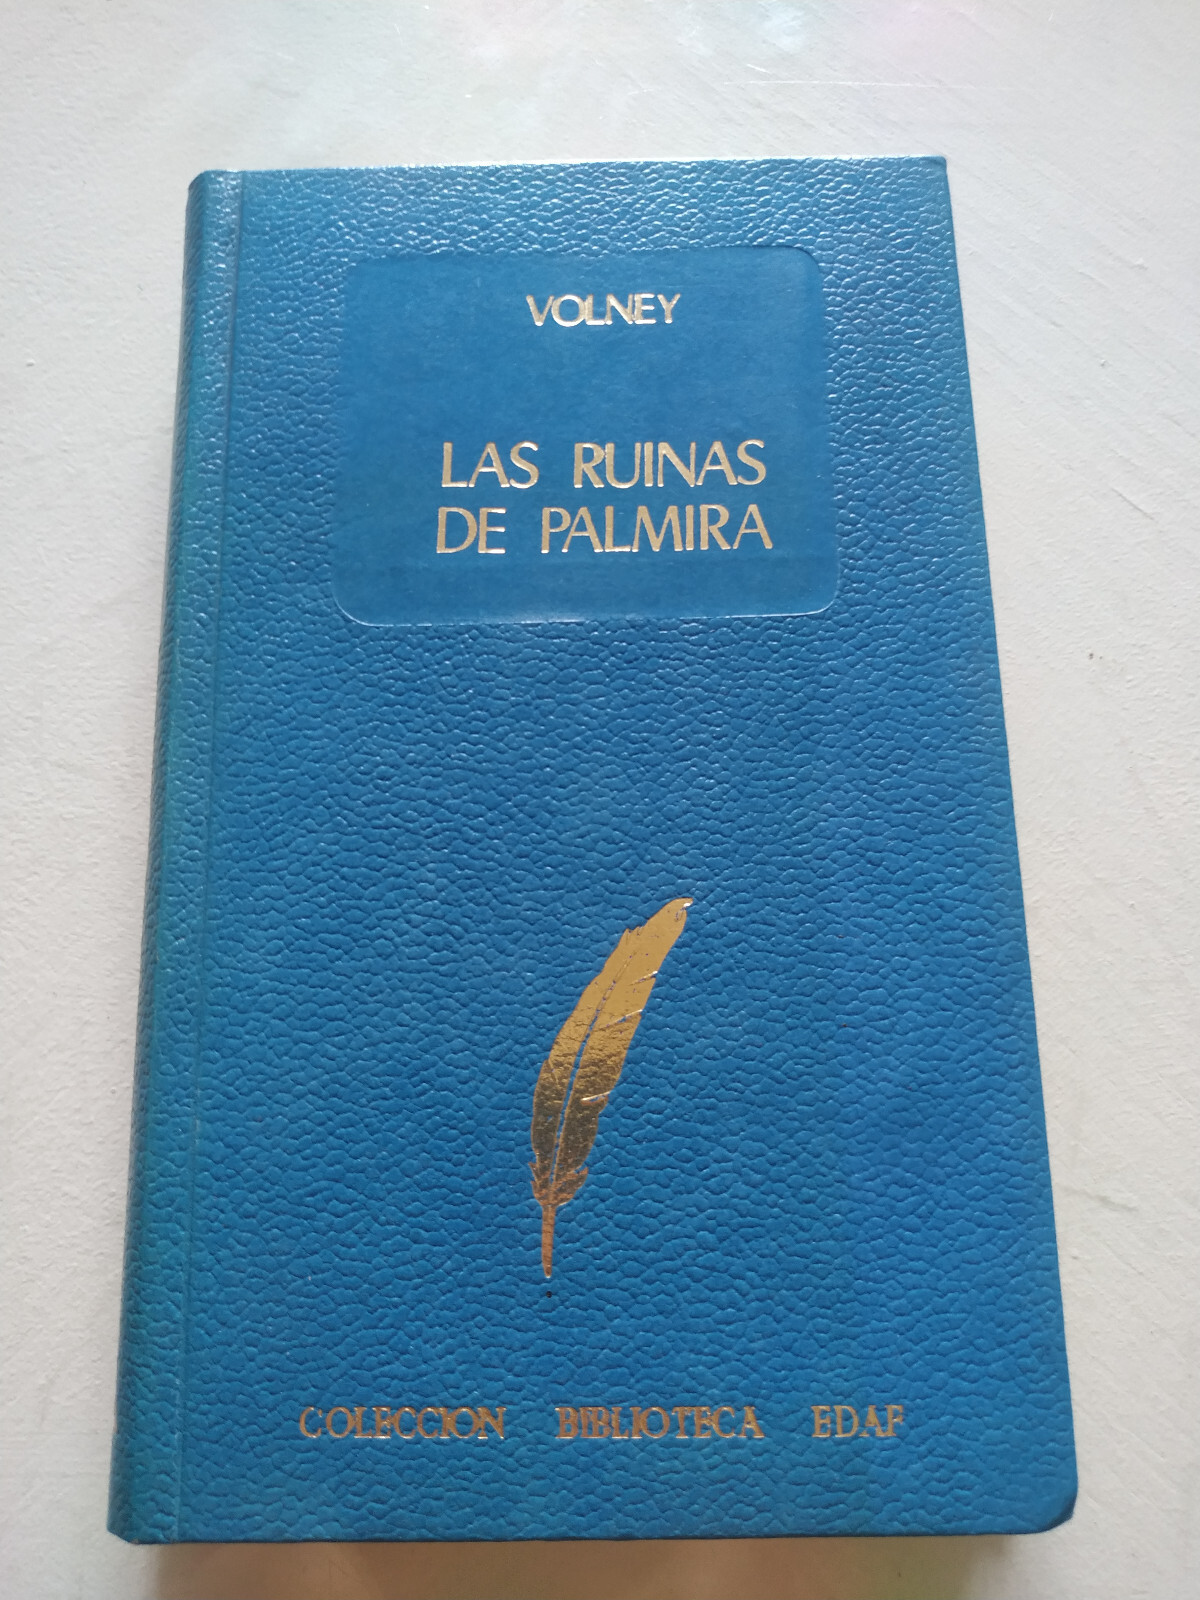 VOLNEY
LAS RUINAS
DE PALMIRA
COLECCION BIBLIOTECA EDAF